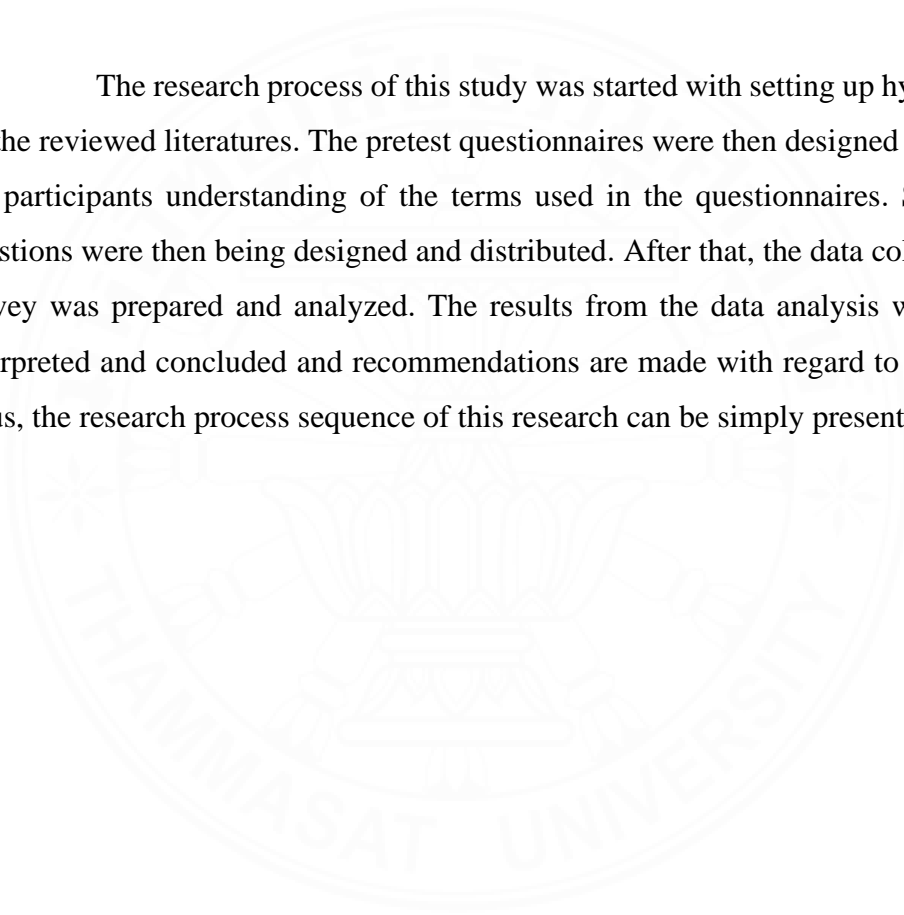 The research process of this study was started with setting up hy
the reviewed literatures. The pretest questionnaires were then designed
participants understanding of the terms used in the questionnaires. S
stions were then being designed and distributed. After that, the data col
vey was prepared and analyzed. The results from the data analysis w
rpreted and concluded and recommendations are made with regard to
us, the research process sequence of this research can be simply present
THAMMASAT UNIVERSITY